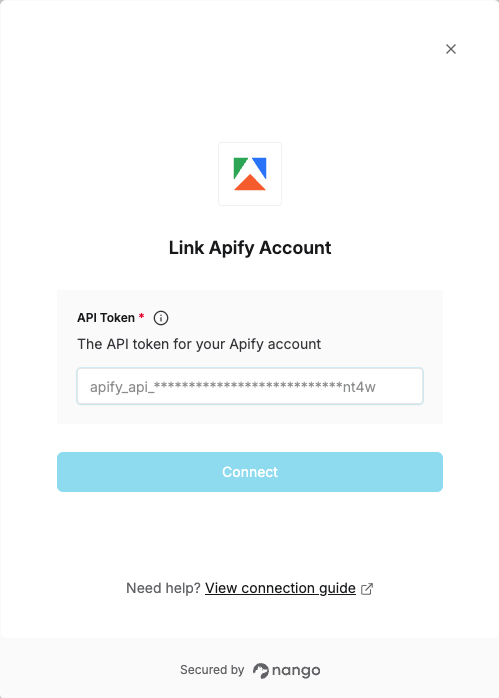 Link Apify Account
API Token *
The API token for your Apify account
apify_api_***************************nt4w
Connect
Need help? View connection guide
Secured by nango